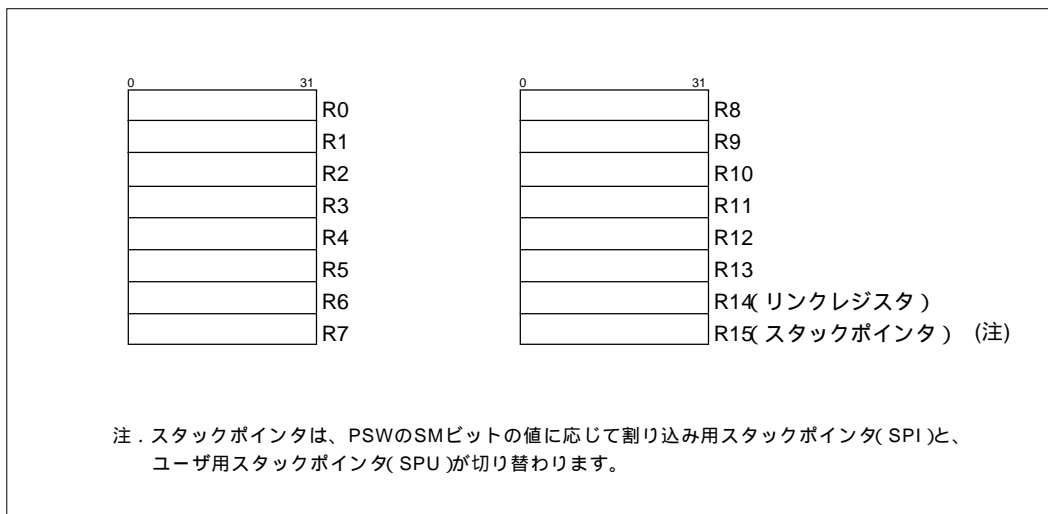 0 31
R0
R1
R2
R3
R4
R5
R6
R7
0 31
R8
R9
R10
R11
R12
R13
R14(リンクレジスタ)
R15(スタックポインタ) (注)
注．スタックポインタは、PSWのSMビットの値に応じて割り込み用スタックポインタ(SPI)と、
ユーザ用スタックポインタ(SPU)が切り替わります。